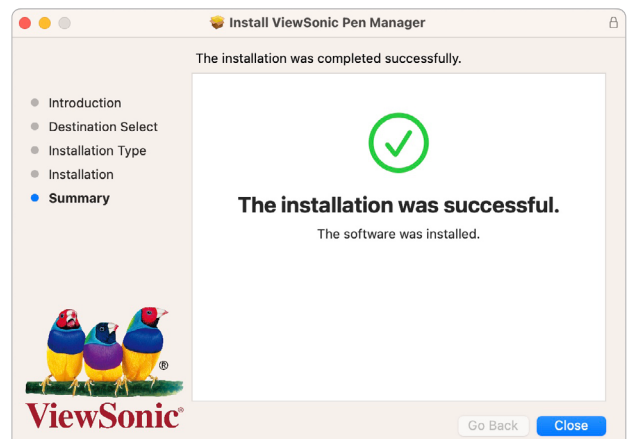 Install ViewSonic Pen Manager
The installation was completed successfully.
Introduction
Destination Select
Installation Type
Installation
Summary
The installation was successful.
The software was installed.
®
ViewSonic®
Go Back
Close